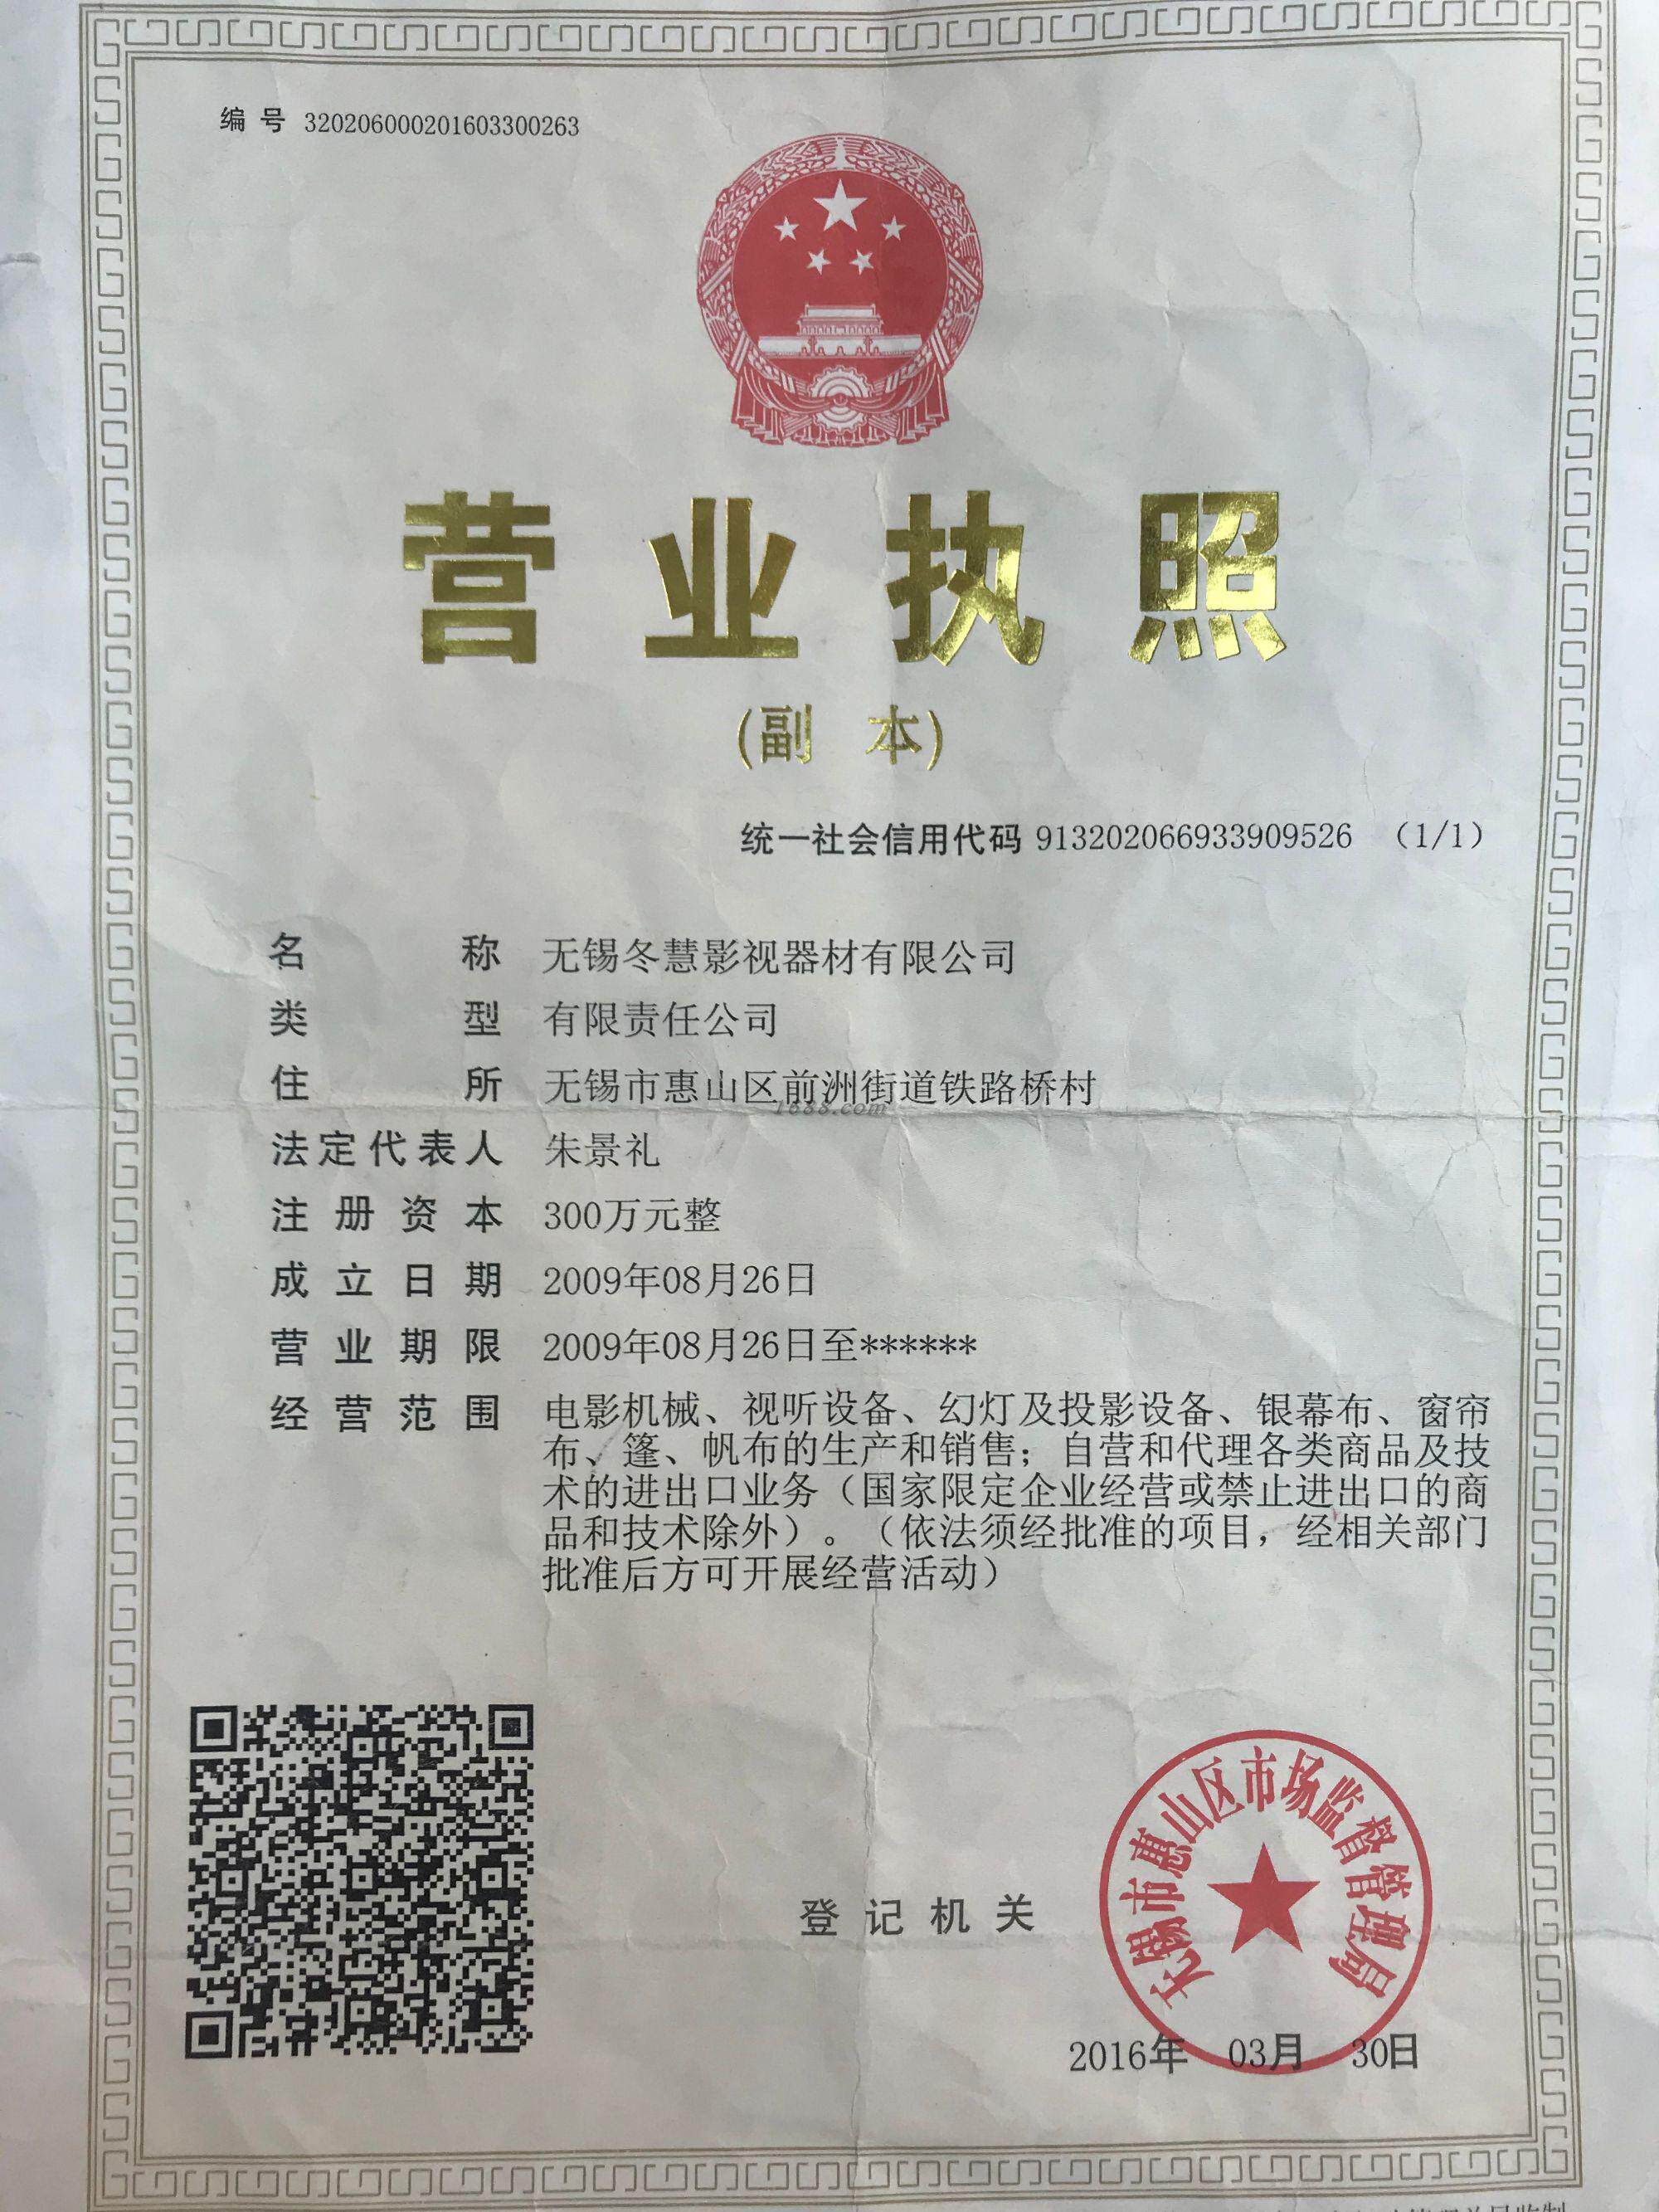 编 号 320206000201603300263
营业执照
(副 本)
统一社会信用代码 913202066933909526 （1/1）
名 称 无锡冬慧影视器材有限公司
类 型 有限责任公司
住 所 无锡市惠山区前洲街道铁路桥村
1688.com
法定代表人 朱景礼
注册资本 300万元整
成立日期 2009年08月26日
营业期限 2009年08月26日至******
经营范围 电影机械、视听设备、幻灯及投影设备、银幕布、窗帘
布、篷、帆布的生产和销售；自营和代理各类商品及技
术的进出口业务（国家限定企业经营或禁止进出口的商
品和技术除外）。（依法须经批准的项目，经相关部门
批准后方可开展经营活动）
无锡市惠山区市场监督管理局
登记机关
2016年 03月 30日